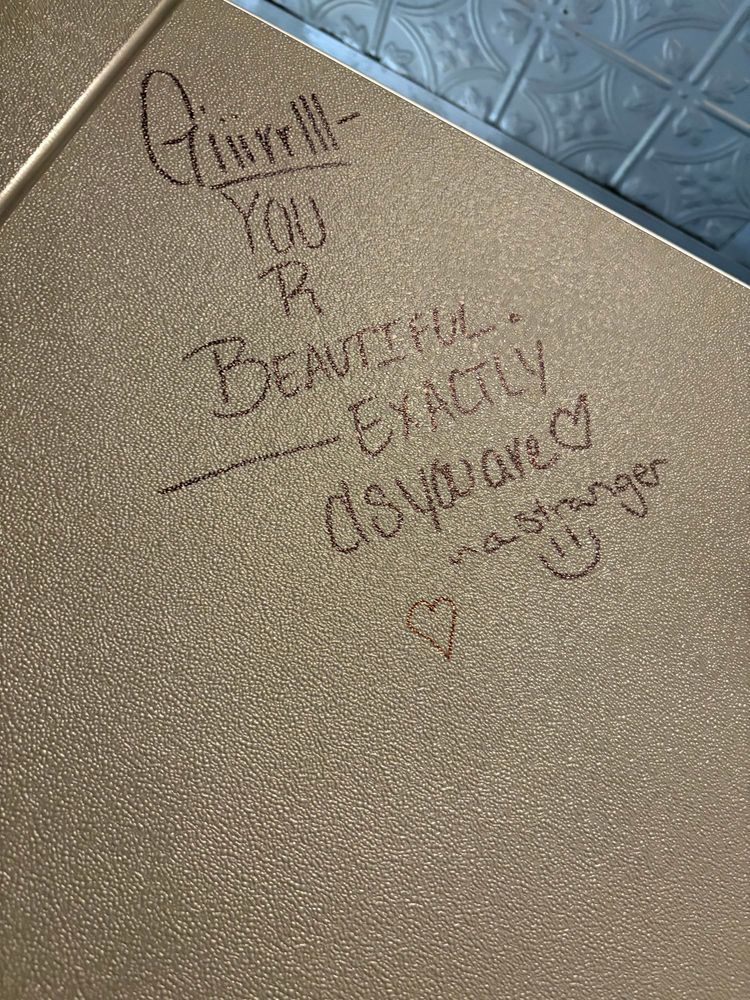 Giiirrlll-
YOU
R
BEAUTIFUL.
EXACTLY
as you are ♡
~a stranger